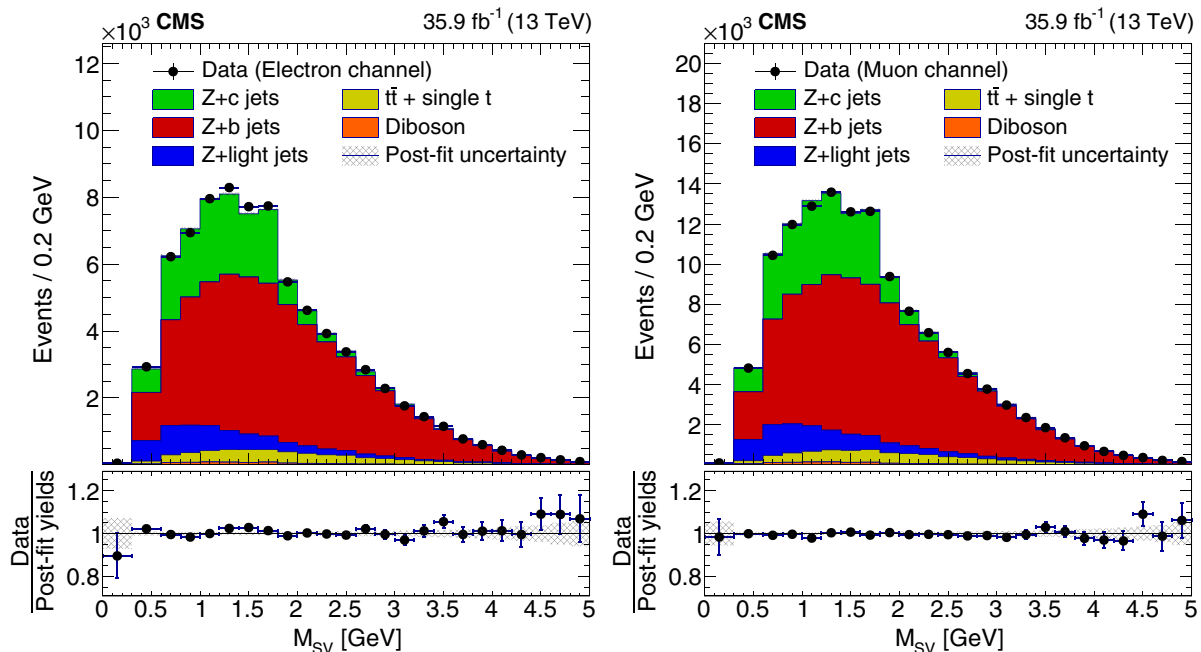 ×10³ CMS 35.9 fb⁻¹ (13 TeV)
Data (Electron channel)
Z+c jets tt̄ + single t
Z+b jets Diboson
Z+light jets Post-fit uncertainty
Events / 0.2 GeV
12
10
8
6
4
2
Data
Post-fit yields
1.2
1
0.8
0 0.5 1 1.5 2 2.5 3 3.5 4 4.5 5
M_SV [GeV]
×10³ CMS 35.9 fb⁻¹ (13 TeV)
Data (Muon channel)
Z+c jets tt̄ + single t
Z+b jets Diboson
Z+light jets Post-fit uncertainty
Events / 0.2 GeV
20
18
16
14
12
10
8
6
4
2
Data
Post-fit yields
1.2
1
0.8
0 0.5 1 1.5 2 2.5 3 3.5 4 4.5 5
M_SV [GeV]